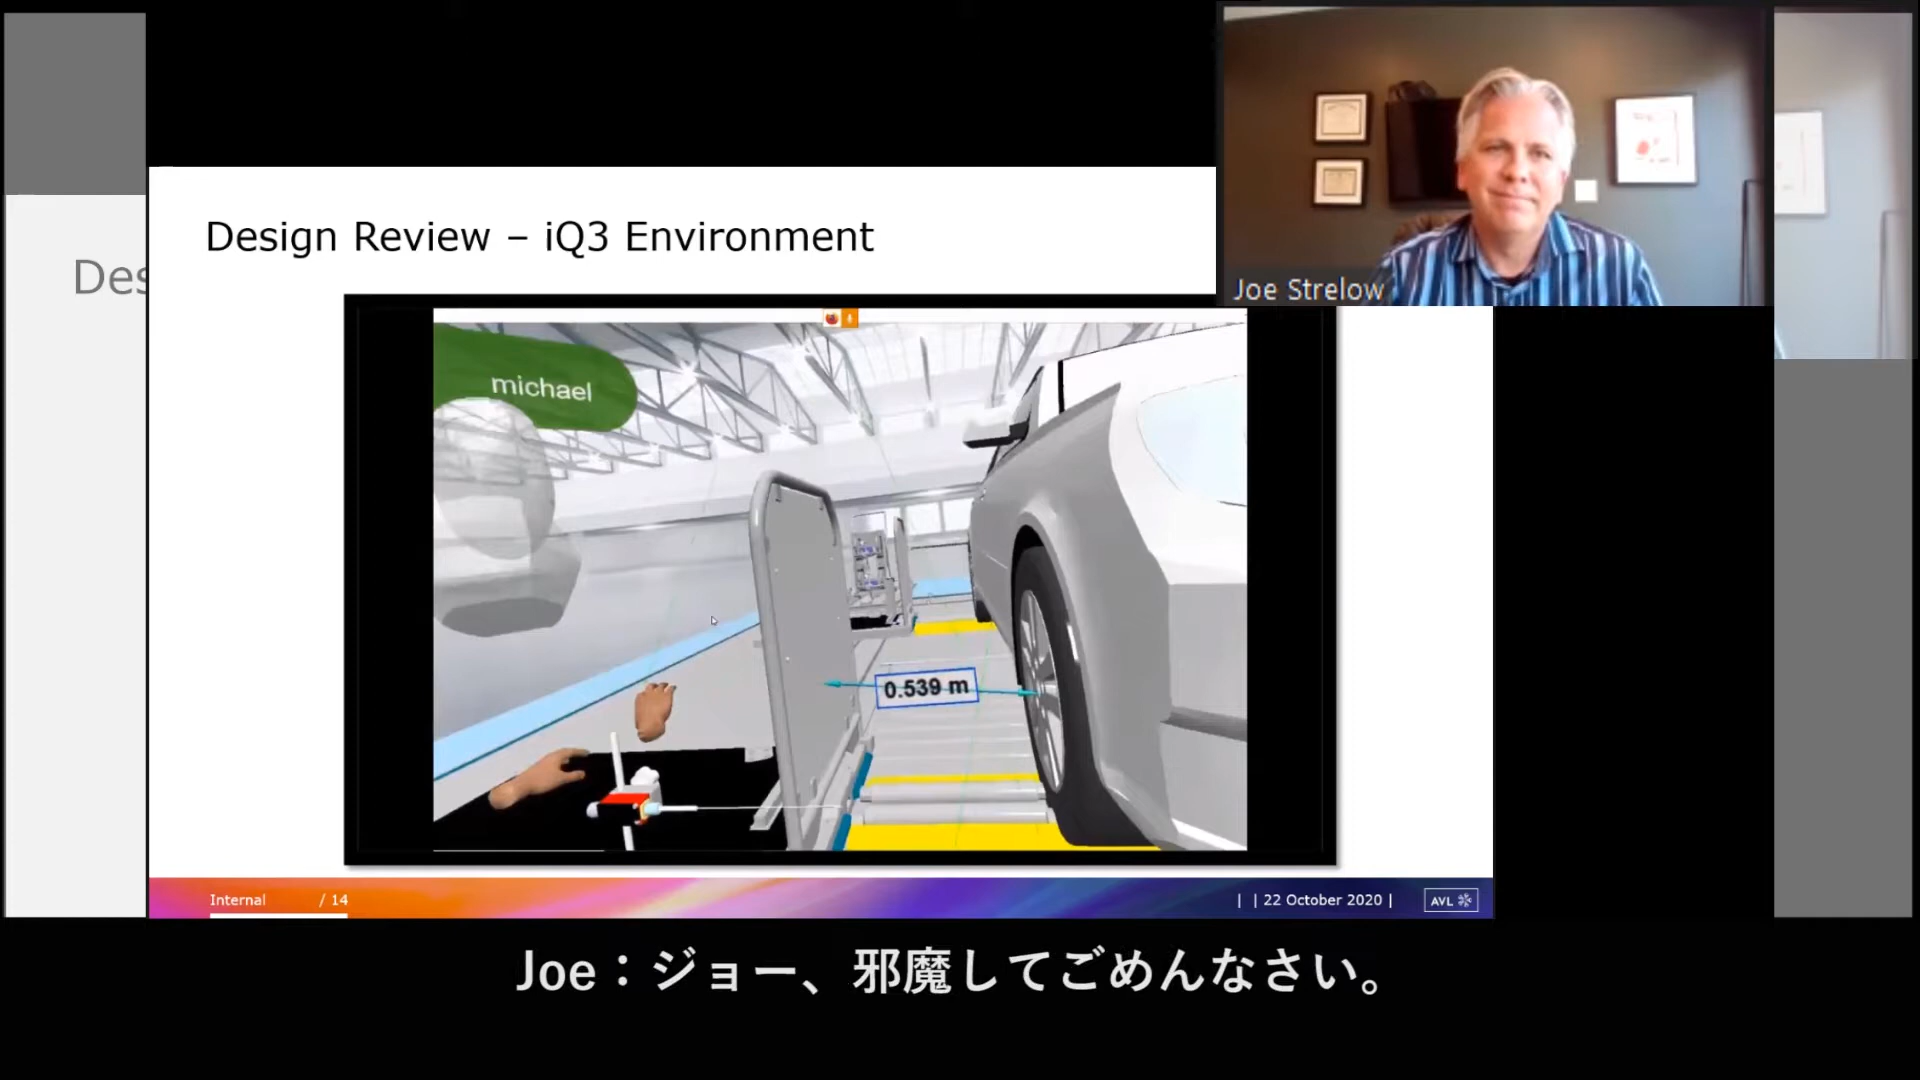 Des
Design Review – iQ3 Environment
Joe Strelow
michael
0.539 m
Internal / 14
| | 22 October 2020 |
AVL
Joe：ジョー、邪魔してごめんなさい。